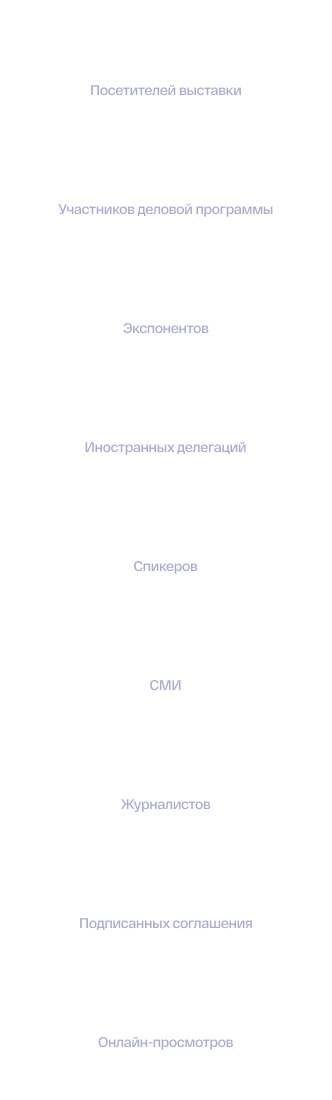 Посетителей выставки
Участников деловой программы
Экспонентов
Иностранных делегаций
Спикеров
СМИ
Журналистов
Подписанных соглашения
Онлайн-просмотров